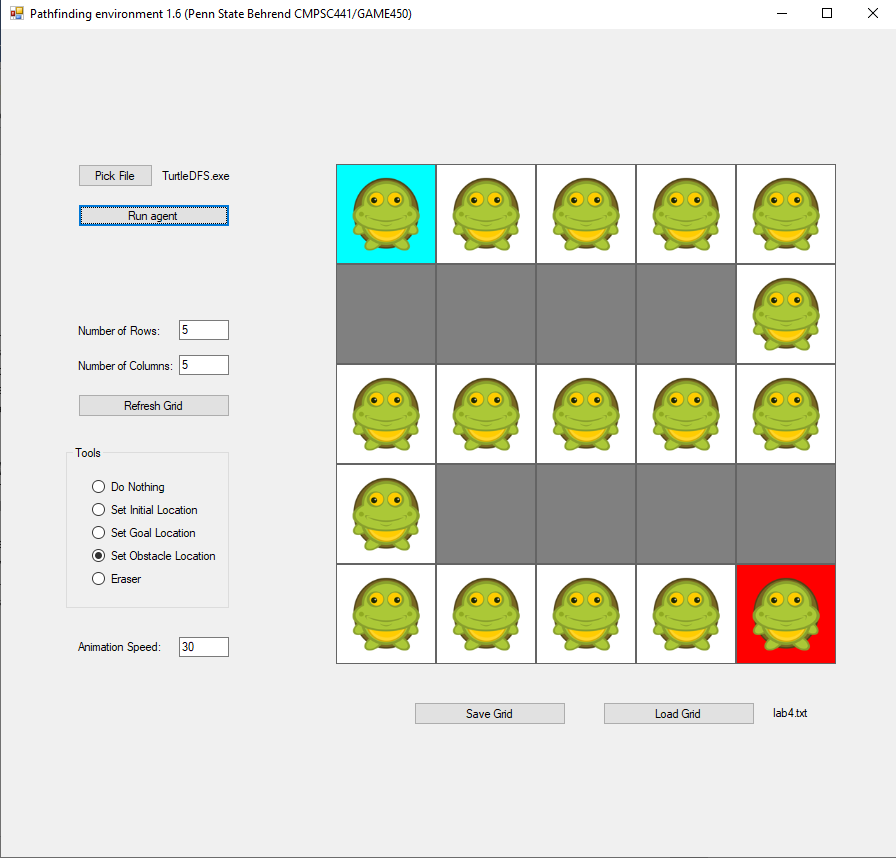 Pathfinding environment 1.6 (Penn State Behrend CMPSC441/GAME450)
Pick File TurtleDFS.exe
Run agent
Number of Rows: 5
Number of Columns: 5
Refresh Grid
Tools
Do Nothing
Set Initial Location
Set Goal Location
Set Obstacle Location
Eraser
Animation Speed: 30
Save Grid Load Grid lab4.txt